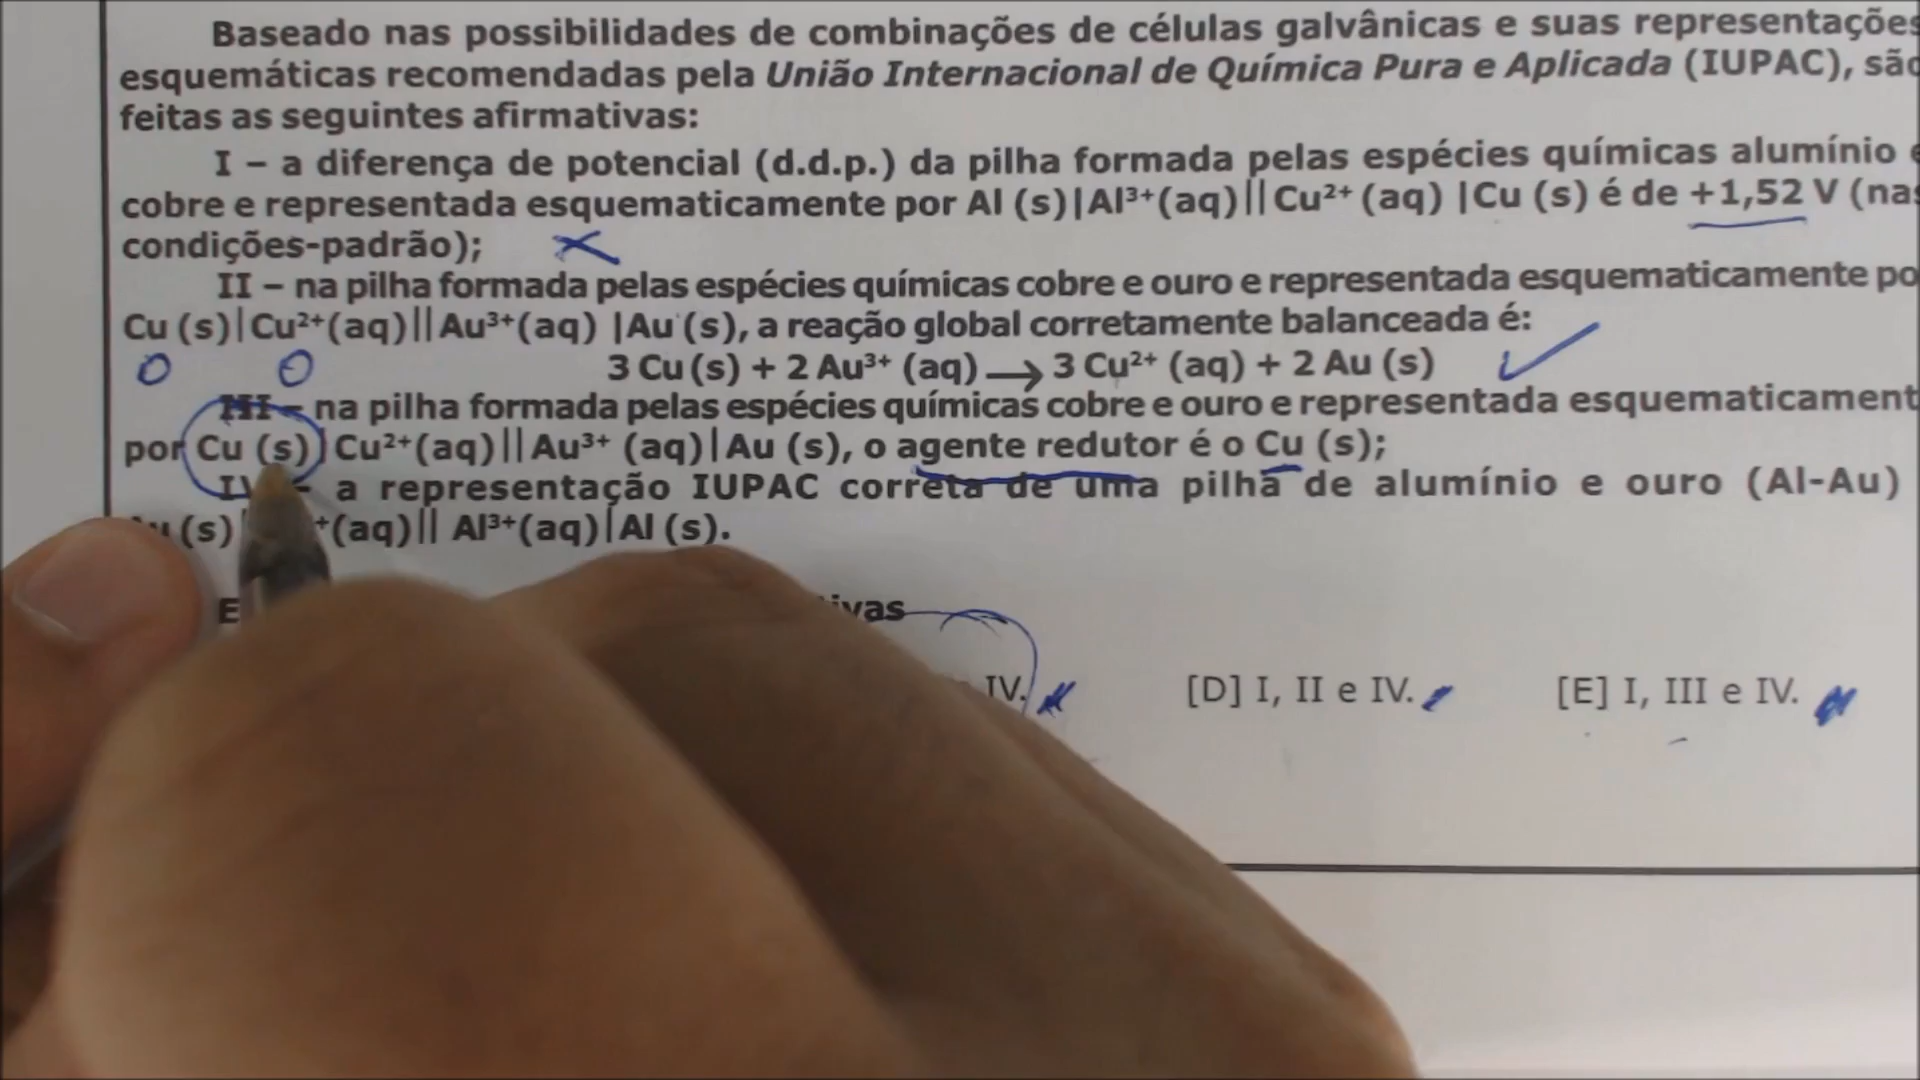 Baseado nas possibilidades de combinações de células galvânicas e suas representações
esquemáticas recomendadas pela União Internacional de Química Pura e Aplicada (IUPAC), são
feitas as seguintes afirmativas:
I – a diferença de potencial (d.d.p.) da pilha formada pelas espécies químicas alumínio e
cobre e representada esquematicamente por Al (s)|Al³⁺(aq)||Cu²⁺ (aq) |Cu (s) é de +1,52 V (nas
condições-padrão);
II – na pilha formada pelas espécies químicas cobre e ouro e representada esquematicamente po
Cu (s)|Cu²⁺(aq)||Au³⁺(aq) |Au (s), a reação global corretamente balanceada é:
3 Cu (s) + 2 Au³⁺ (aq) → 3 Cu²⁺ (aq) + 2 Au (s)
III – na pilha formada pelas espécies químicas cobre e ouro e representada esquematicament
por Cu (s)|Cu²⁺(aq)||Au³⁺ (aq)|Au (s), o agente redutor é o Cu (s);
IV – a representação IUPAC correta de uma pilha de alumínio e ouro (Al-Au)
(s)| ⁺(aq)|| Al³⁺(aq)|Al (s).
E
IV. [D] I, II e IV. [E] I, III e IV.